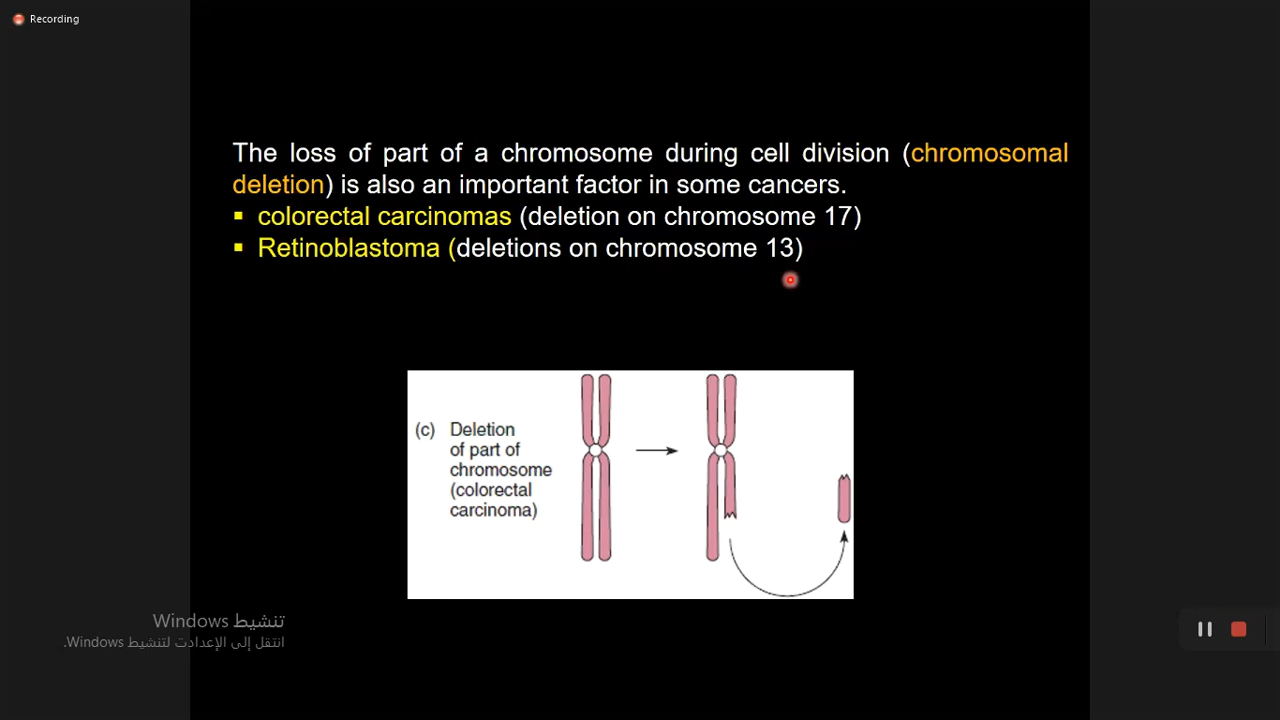 Recording
The loss of part of a chromosome during cell division (chromosomal
deletion) is also an important factor in some cancers.
▪ colorectal carcinomas (deletion on chromosome 17)
▪ Retinoblastoma (deletions on chromosome 13)
(c) Deletion
of part of
chromosome
(colorectal
carcinoma)
تنشيط Windows
انتقل إلى الإعدادت لتنشيط Windows.